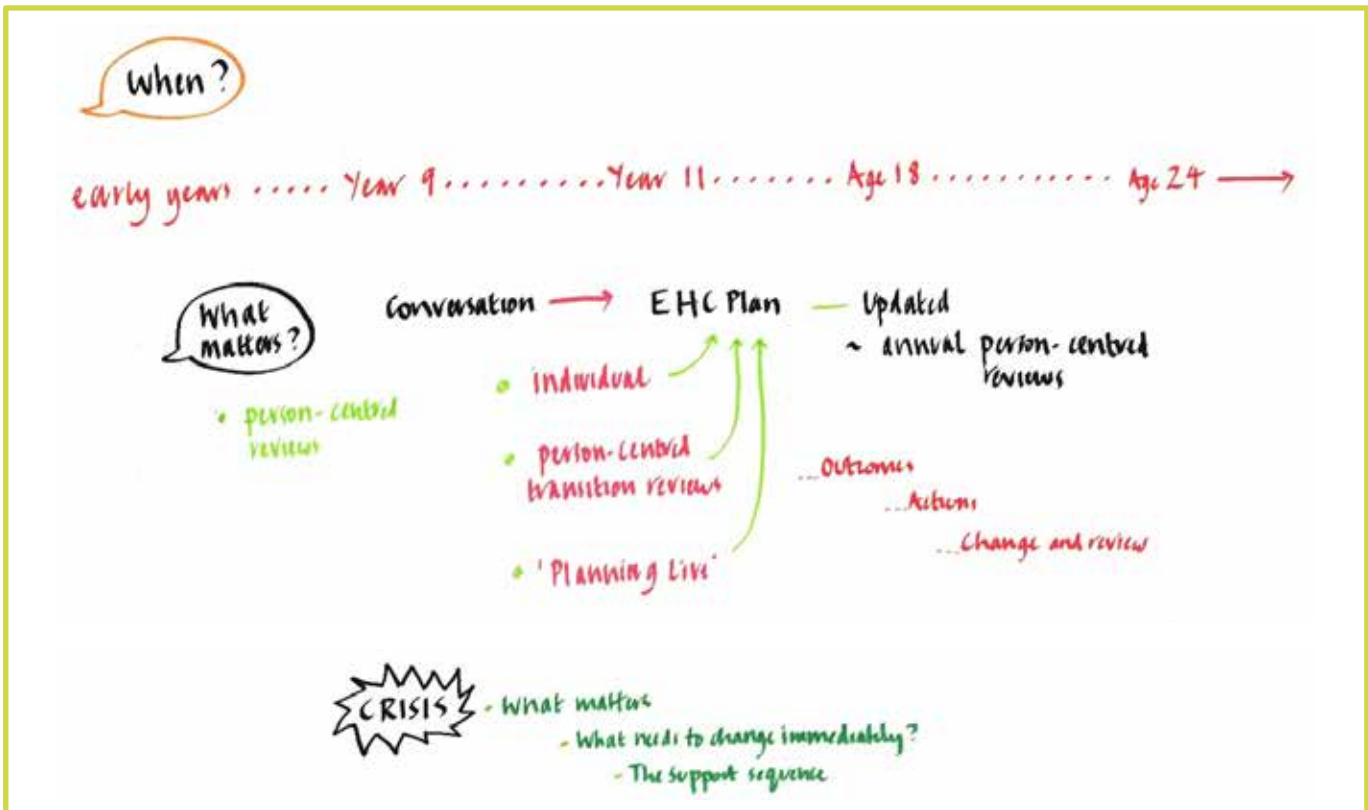 When?
early years ..... Year 9 .......... Year 11 ....... Age 18 ........... Age 24
What
matters?
• person-centred
reviews
Conversation → EHC Plan — Updated
~ annual person-centred
reviews
• individual
• person-centred
transition reviews
• 'Planning Live'
...Outcomes
...Actions
...Change and review
CRISIS - What matters
- What needs to change immediately?
- The support sequence